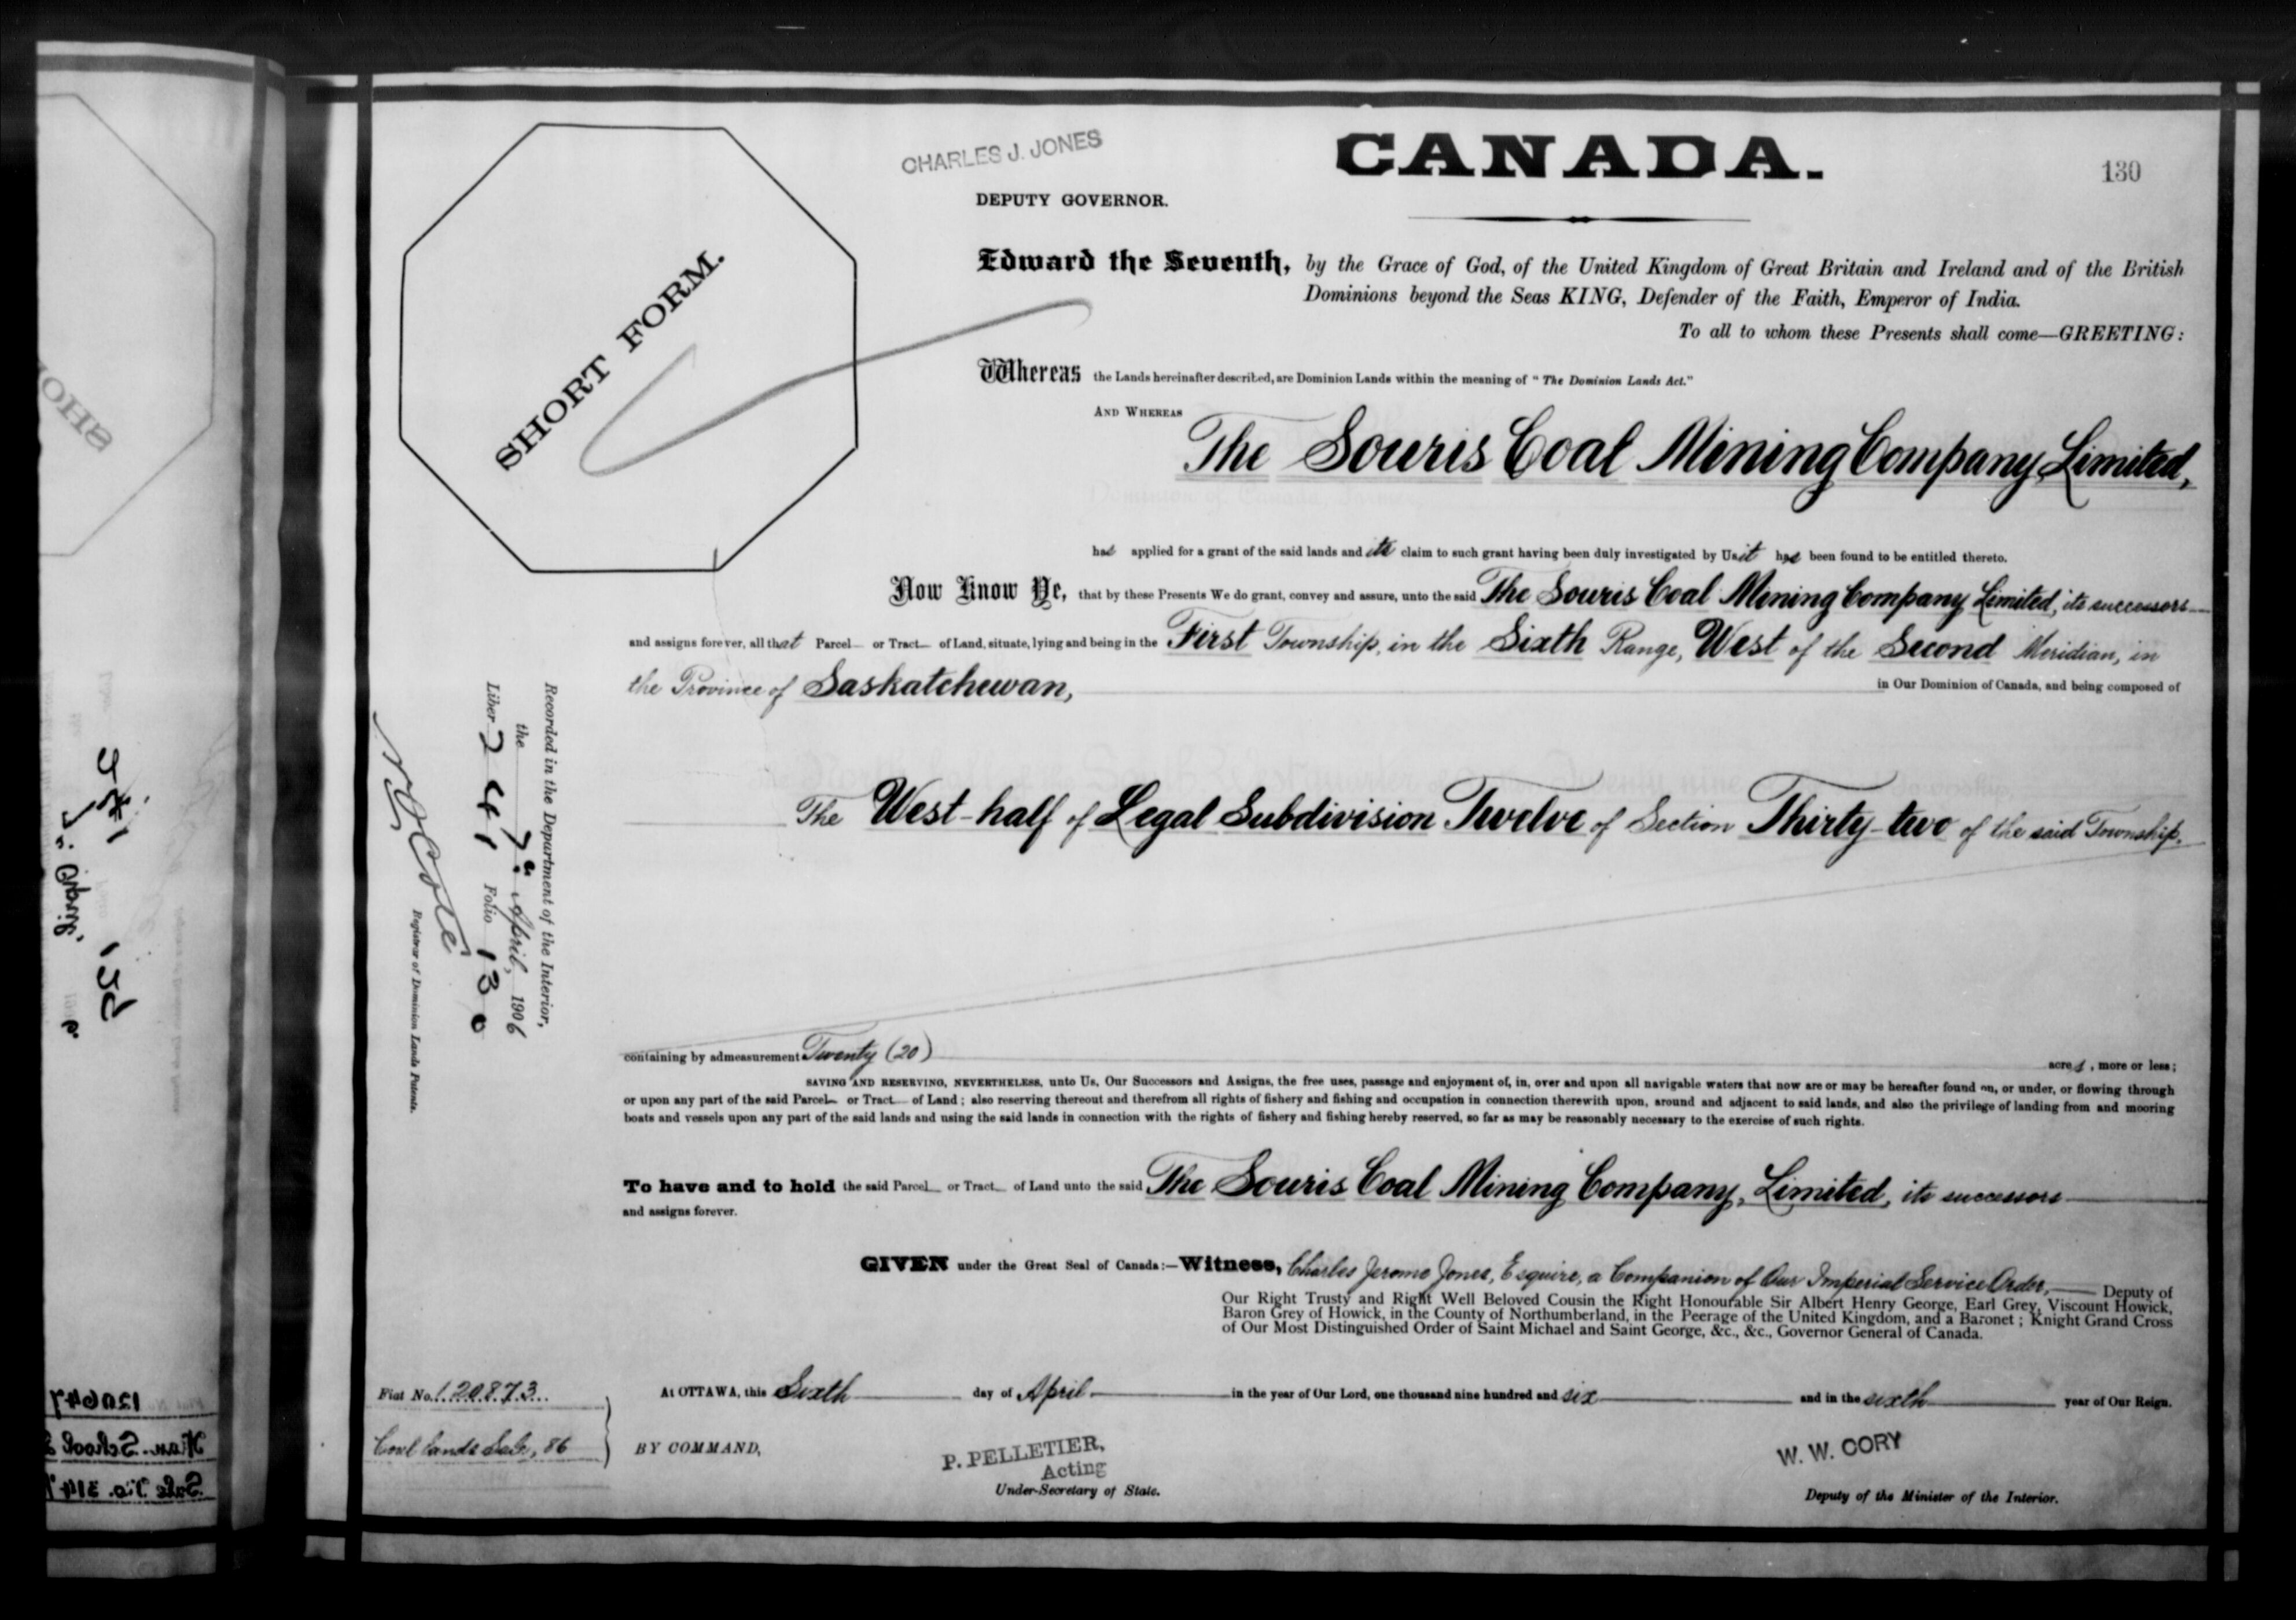 CHARLES J. JONES
CANADA.
130
DEPUTY GOVERNOR.
SHORT FORM.
Edward the Seventh, by the Grace of God, of the United Kingdom of Great Britain and Ireland and of the British
Dominions beyond the Seas KING, Defender of the Faith, Emperor of India.
To all to whom these Presents shall come—GREETING:
Whereas the Lands hereinafter described, are Dominion Lands within the meaning of "The Dominion Lands Act."
AND WHEREAS
The Souris Coal Mining Company, Limited,
has applied for a grant of the said lands and its claim to such grant having been duly investigated by Us it has been found to be entitled thereto.
Now Know Ye, that by these Presents We do grant, convey and assure, unto the said The Souris Coal Mining Company, Limited, its successors
and assigns forever, all that Parcel or Tract of Land, situate, lying and being in the First Township, in the Sixth Range, West of the Second Meridian, in
the Province of Saskatchewan, in Our Dominion of Canada, and being composed of
The West-half of Legal Subdivision Twelve of Section Thirty-two of the said Township,
containing by admeasurement Twenty (20) acres, more or less;
SAVING AND RESERVING, NEVERTHELESS, unto Us, Our Successors and Assigns, the free uses, passage and enjoyment of, in, over and upon all navigable waters that now are or may be hereafter found on, or under, or flowing through
or upon any part of the said Parcel or Tract of Land; also reserving thereout and therefrom all rights of fishery and fishing and occupation in connection therewith upon, around and adjacent to said lands, and also the privilege of landing from and mooring
boats and vessels upon any part of the said lands and using the said lands in connection with the rights of fishery and fishing hereby reserved, so far as may be reasonably necessary to the exercise of such rights.
To have and to hold the said Parcel or Tract of Land unto the said The Souris Coal Mining Company, Limited, its successors
and assigns forever.
GIVEN under the Great Seal of Canada:—Witness, Charles Jerome Jones, Esquire, a Companion of Our Imperial Service Order, Deputy of
Our Right Trusty and Right Well Beloved Cousin the Right Honourable Sir Albert Henry George, Earl Grey, Viscount Howick,
Baron Grey of Howick, in the County of Northumberland, in the Peerage of the United Kingdom, and a Baronet; Knight Grand Cross
of Our Most Distinguished Order of Saint Michael and Saint George, &c., &c., Governor General of Canada.
At OTTAWA, this Sixth day of April in the year of Our Lord, one thousand nine hundred and six and in the sixth year of Our Reign.
BY COMMAND,
P. PELLETIER,
Acting
Under-Secretary of State.
W. W. CORY
Deputy of the Minister of the Interior.
Fiat No. 120873
Coal lands Sale, 86
Recorded in the Department of the Interior,
the 7th April, 1906
Liber 241 Folio 130
N O Coté
Registrar of Dominion Lands Patents.
120647
Man. School
Sale No. 314